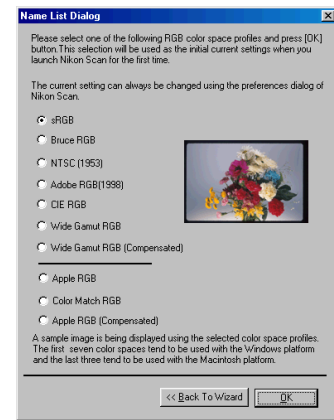 Name List Dialog
Please select one of the following RGB color space profiles and press [OK]
button.This selection will be used as the initial current settings when you
launch Nikon Scan for the first time.
The current setting can always be changed using the preferences dialog of
Nikon Scan.
sRGB
Bruce RGB
NTSC (1953)
Adobe RGB(1998)
CIE RGB
Wide Gamut RGB
Wide Gamut RGB (Compensated)
Apple RGB
Color Match RGB
Apple RGB (Compensated)
A sample image is being displayed using the selected color space profiles.
The first seven color spaces tend to be used with the Windows platform
and the last three tend to be used with the Macintosh platform.
<< Back To Wizard
OK